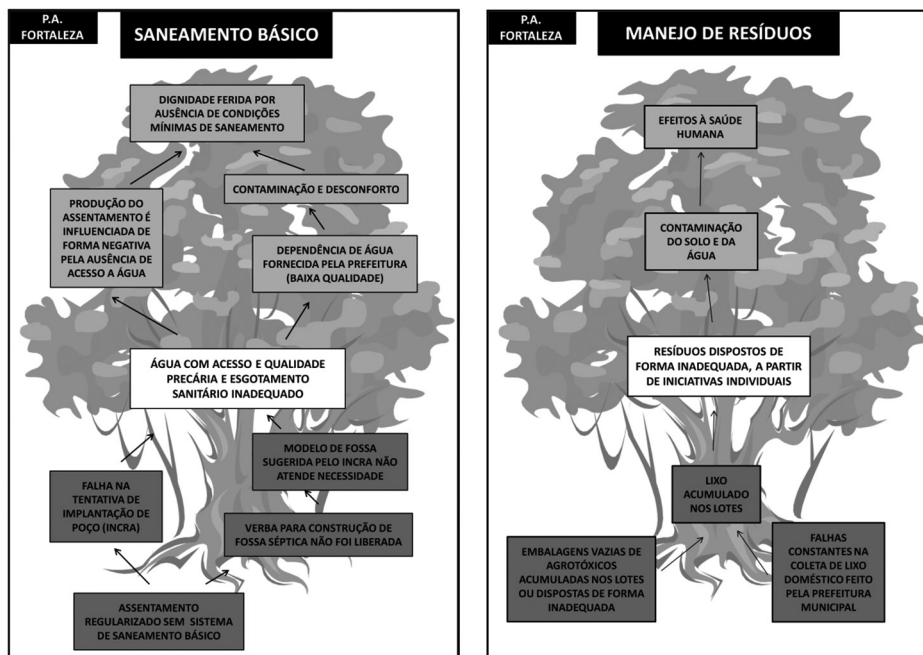 P.A.
FORTALEZA
SANEAMENTO BÁSICO
DIGNIDADE FERIDA POR
AUSÊNCIA DE CONDIÇÕES
MÍNIMAS DE SANEAMENTO
CONTAMINAÇÃO E DESCONFORTO
PRODUÇÃO DO
ASSENTAMENTO É
INFLUENCIADA DE
FORMA NEGATIVA
PELA AUSÊNCIA DE
ACESSO A ÁGUA
DEPENDÊNCIA DE ÁGUA
FORNECIDA PELA PREFEITURA
(BAIXA QUALIDADE)
ÁGUA COM ACESSO E QUALIDADE
PRECÁRIA E ESGOTAMENTO
SANITÁRIO INADEQUADO
MODELO DE FOSSA
SUGERIDA PELO INCRA NÃO
ATENDE NECESSIDADE
FALHA NA
TENTATIVA DE
IMPLANTAÇÃO DE
POÇO (INCRA)
VERBA PARA CONSTRUÇÃO DE
FOSSA SÉPTICA NÃO FOI LIBERADA
ASSENTAMENTO
REGULARIZADO SEM SISTEMA
DE SANEAMENTO BÁSICO
P.A.
FORTALEZA
MANEJO DE RESÍDUOS
EFEITOS À SAÚDE
HUMANA
CONTAMINAÇÃO
DO SOLO E DA
ÁGUA
RESÍDUOS DISPOSTOS DE
FORMA INADEQUADA, A PARTIR
DE INICIATIVAS INDIVIDUAIS
LIXO
ACUMULADO
NOS LOTES
EMBALAGENS VAZIAS DE
AGROTÓXICOS
ACUMULADAS NOS LOTES
OU DISPOSTAS DE FORMA
INADEQUADA
FALHAS
CONSTANTES NA
COLETA DE LIXO
DOMÉSTICO FEITO
PELA PREFEITURA
MUNICIPAL